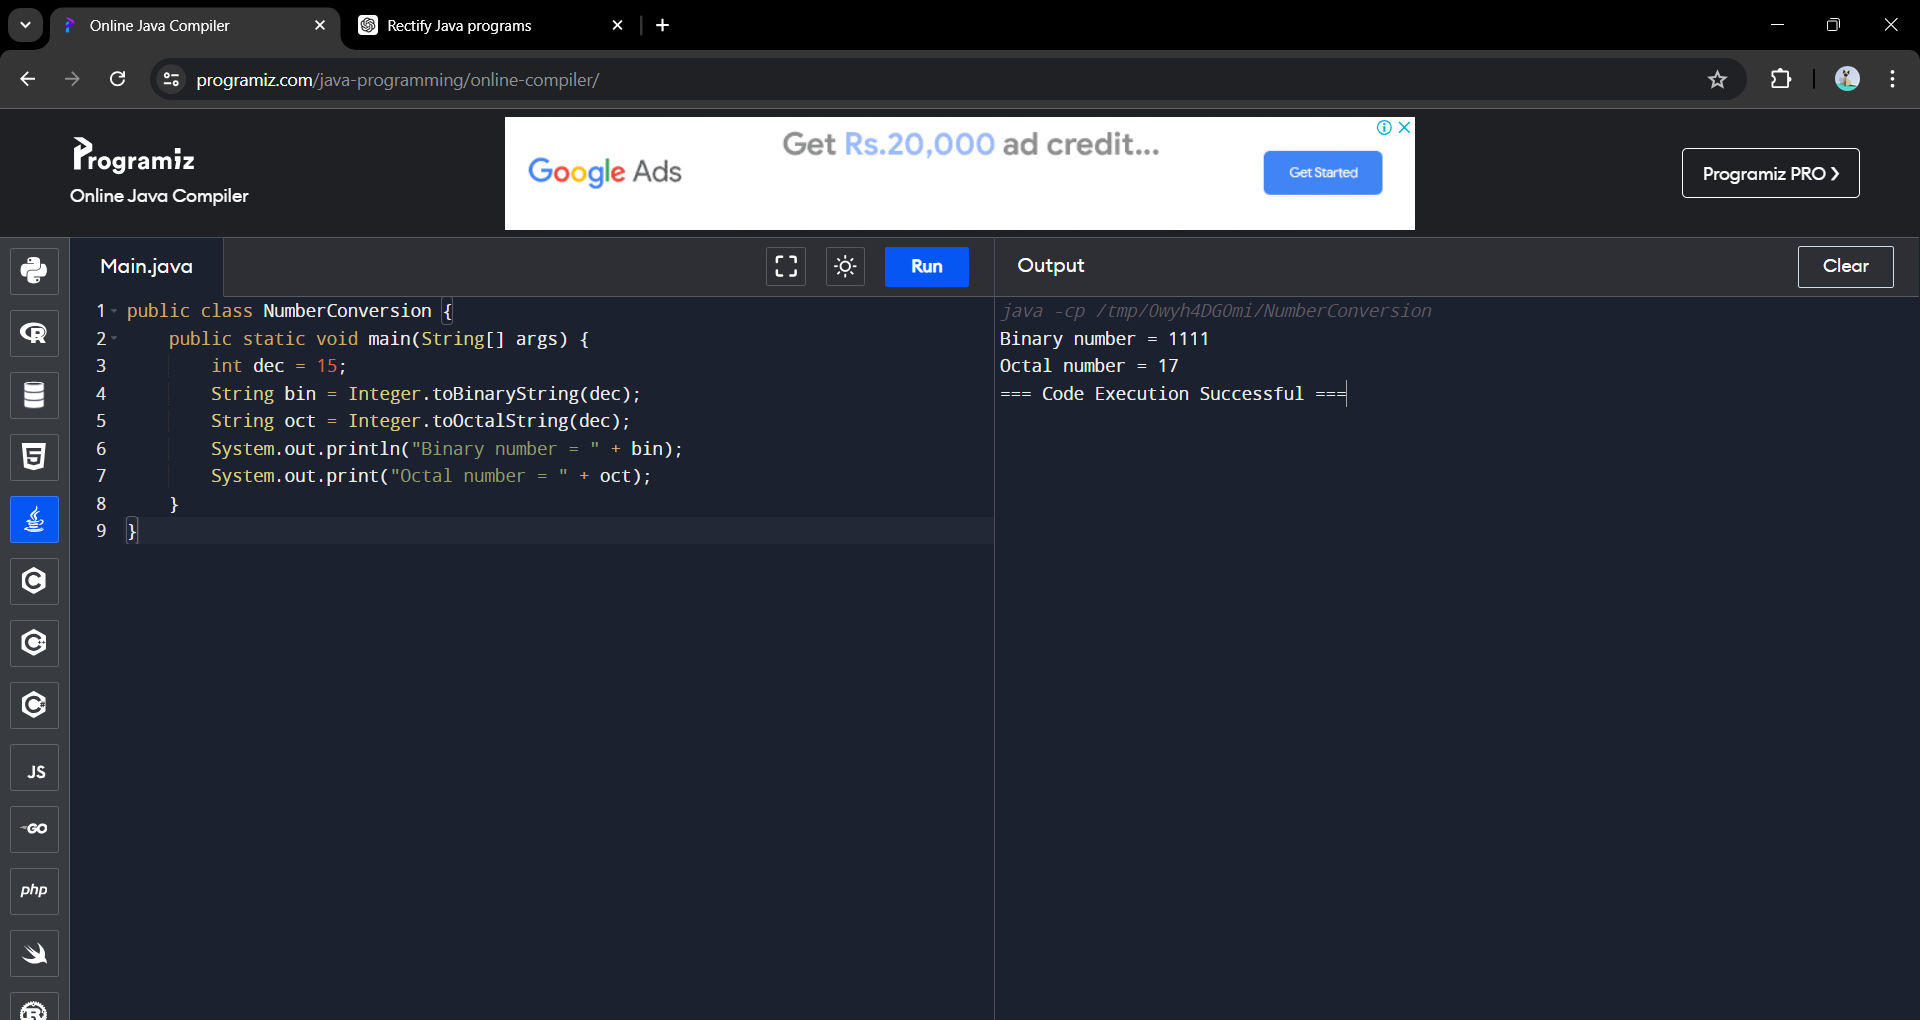 Online Java Compiler
Rectify Java programs
programiz.com/java-programming/online-compiler/
Programiz
Online Java Compiler
Google Ads
Get Rs.20,000 ad credit...
Get Started
Programiz PRO ❯
Main.java
Run
Output
Clear
1 public class NumberConversion {
2     public static void main(String[] args) {
3         int dec = 15;
4         String bin = Integer.toBinaryString(dec);
5         String oct = Integer.toOctalString(dec);
6         System.out.println("Binary number = " + bin);
7         System.out.print("Octal number = " + oct);
8     }
9 }
java -cp /tmp/0wyh4DG0mi/NumberConversion
Binary number = 1111
Octal number = 17
=== Code Execution Successful ===
JS
GO
php